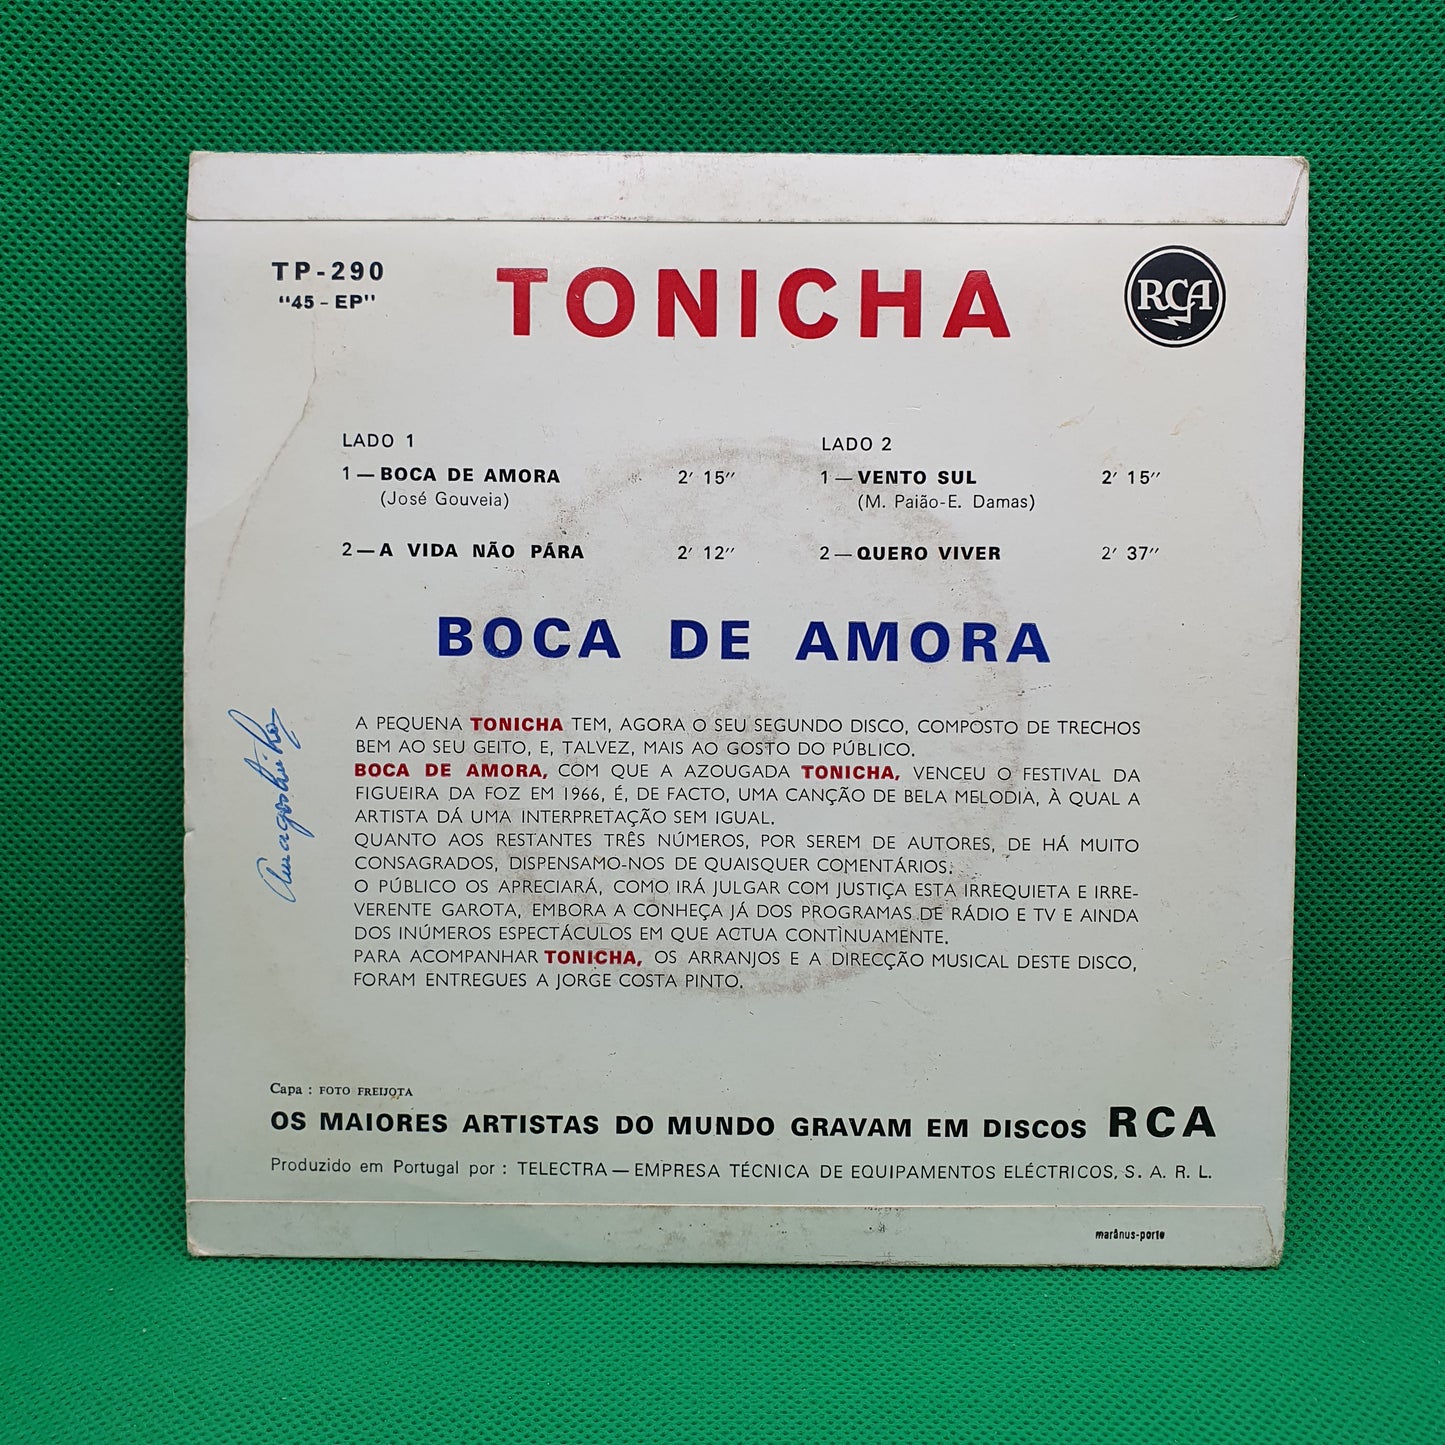 TP-290
"45 - EP"
TONICHA
RCA
LADO 1
1 — BOCA DE AMORA 2' 15''
(José Gouveia)
2 — A VIDA NÃO PÁRA 2' 12''
LADO 2
1 — VENTO SUL 2' 15''
(M. Paião-E. Damas)
2 — QUERO VIVER 2' 37''
BOCA DE AMORA
A PEQUENA TONICHA TEM, AGORA O SEU SEGUNDO DISCO, COMPOSTO DE TRECHOS
BEM AO SEU GEITO, E, TALVEZ, MAIS AO GOSTO DO PÚBLICO.
BOCA DE AMORA, COM QUE A AZOUGADA TONICHA, VENCEU O FESTIVAL DA
FIGUEIRA DA FOZ EM 1966, É, DE FACTO, UMA CANÇÃO DE BELA MELODIA, À QUAL A
ARTISTA DÁ UMA INTERPRETAÇÃO SEM IGUAL.
QUANTO AOS RESTANTES TRÊS NÚMEROS, POR SEREM DE AUTORES, DE HÁ MUITO
CONSAGRADOS, DISPENSAMO-NOS DE QUAISQUER COMENTÁRIOS.
O PÚBLICO OS APRECIARÁ, COMO IRÁ JULGAR COM JUSTIÇA ESTA IRREQUIETA E IRRE-
VERENTE GAROTA, EMBORA A CONHEÇA JÁ DOS PROGRAMAS DE RÁDIO E TV E AINDA
DOS INÚMEROS ESPECTÁCULOS EM QUE ACTUA CONTÌNUAMENTE.
PARA ACOMPANHAR TONICHA, OS ARRANJOS E A DIRECÇÃO MUSICAL DESTE DISCO,
FORAM ENTREGUES A JORGE COSTA PINTO.
Capa : FOTO FREIJOTA
OS MAIORES ARTISTAS DO MUNDO GRAVAM EM DISCOS RCA
Produzido em Portugal por : TELECTRA — EMPRESA TÉCNICA DE EQUIPAMENTOS ELÉCTRICOS, S. A. R. L.
marânus-porto